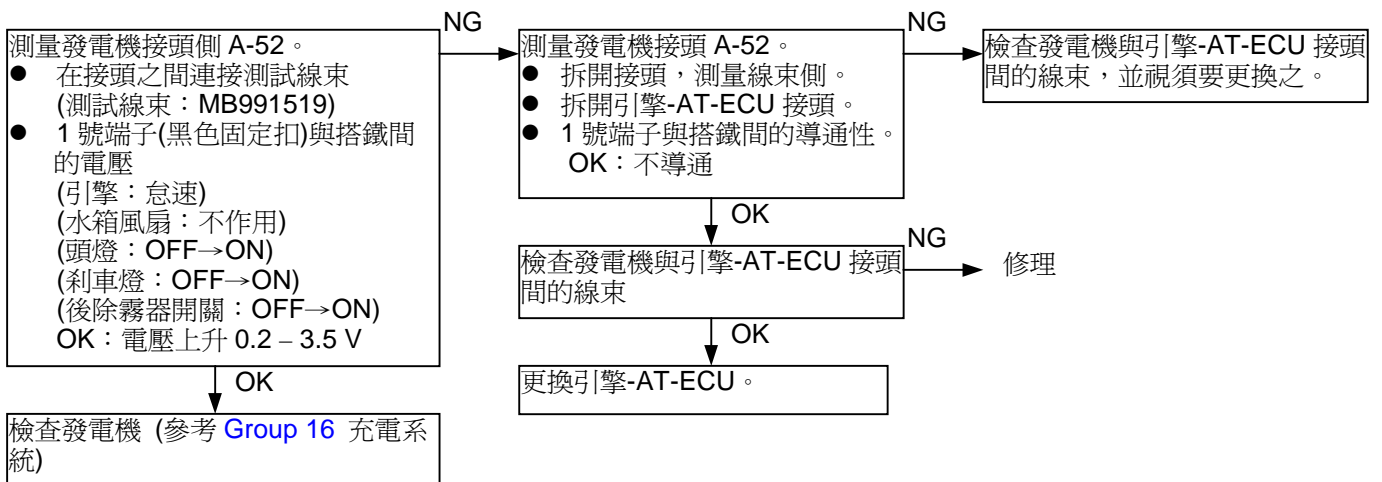 測量發電機接頭側 A-52。
● 在接頭之間連接測試線束
(測試線束：MB991519)
● 1 號端子(黑色固定扣)與搭鐵間
的電壓
(引擎：怠速)
(水箱風扇：不作用)
(頭燈：OFF→ON)
(剎車燈：OFF→ON)
(後除霧器開關：OFF→ON)
OK：電壓上升 0.2 – 3.5 V
OK
檢查發電機 (參考 Group 16 充電系
統)
NG
測量發電機接頭 A-52。
● 拆開接頭，測量線束側。
● 拆開引擎-AT-ECU 接頭。
● 1 號端子與搭鐵間的導通性。
OK：不導通
OK
檢查發電機與引擎-AT-ECU 接頭
間的線束
OK
更換引擎-AT-ECU。
NG
檢查發電機與引擎-AT-ECU 接頭
間的線束，並視須要更換之。
NG
修理